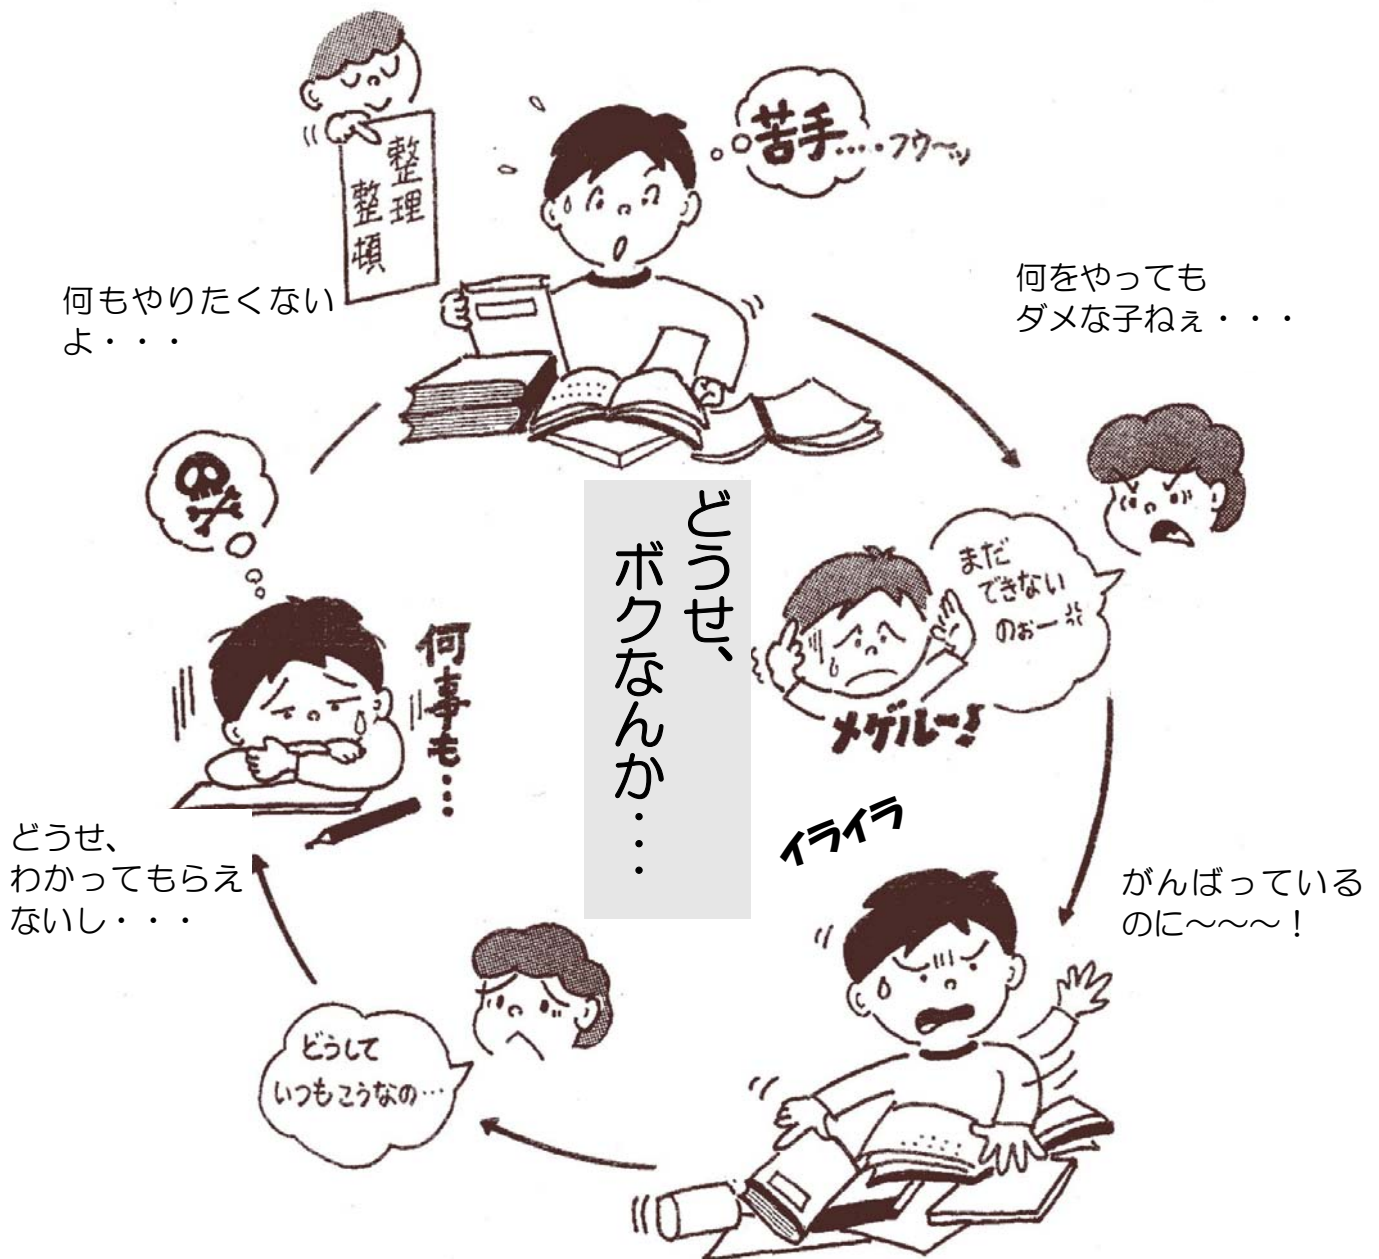 整理
整頓
苦手・・・・フウ〜ッ
何もやりたくない
よ・・・
何をやっても
ダメな子ねぇ・・・
まだ
できない
のぉー
メゲルー!
どうせ、
ボクなんか・・・
イライラ
がんばっている
のに〜〜〜!
どうして
いつもこうなの…
どうせ、
わかってもらえ
ないし・・・
何事も・・・